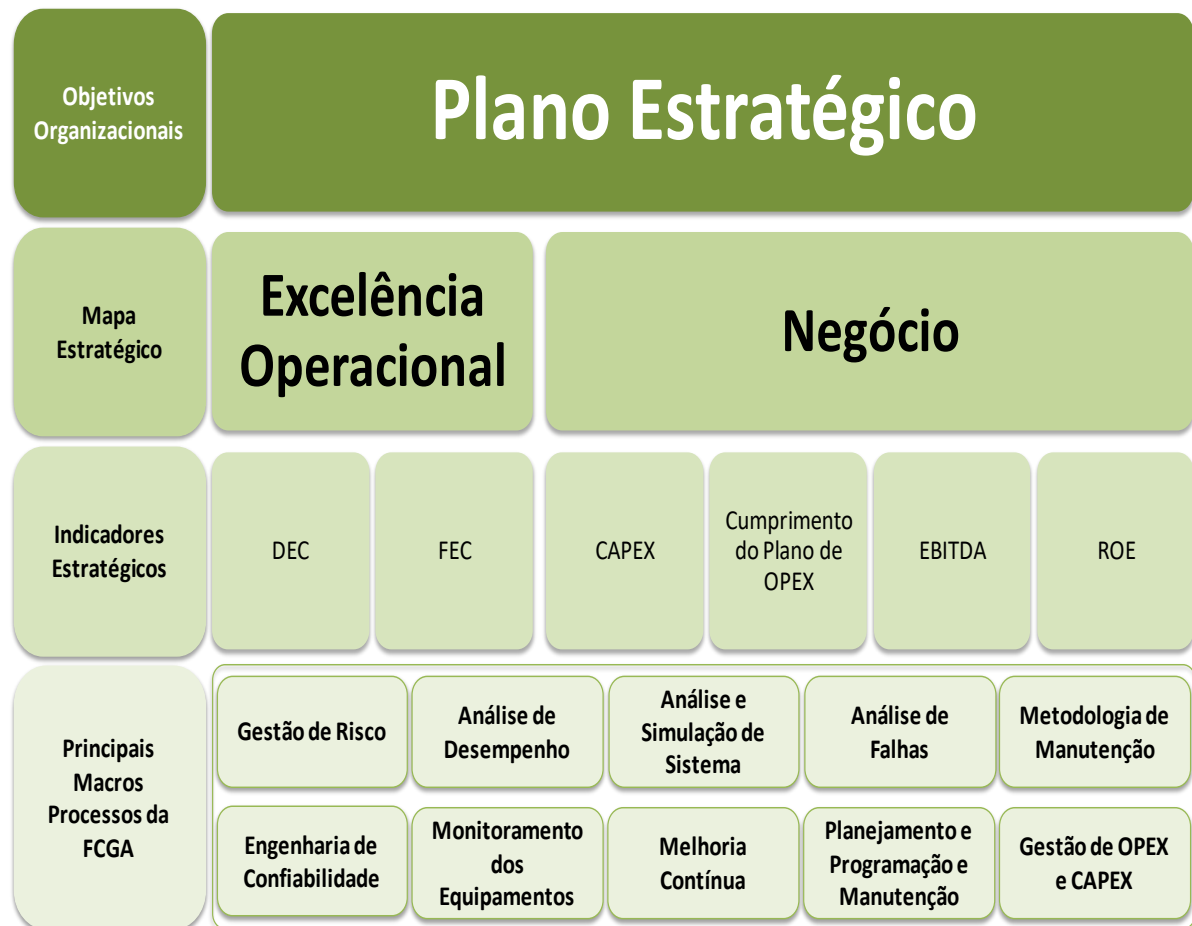 Objetivos
Organizacionais
Plano Estratégico
Mapa
Estratégico
Excelência
Operacional
Negócio
Indicadores
Estratégicos
DEC
FEC
CAPEX
Cumprimento
do Plano de
OPEX
EBITDA
ROE
Principais
Macros
Processos da
FCGA
Gestão de Risco
Análise de
Desempenho
Análise e
Simulação de
Sistema
Análise de
Falhas
Metodologia de
Manutenção
Engenharia de
Confiabilidade
Monitoramento
dos
Equipamentos
Melhoria
Contínua
Planejamento e
Programação e
Manutenção
Gestão de OPEX
e CAPEX